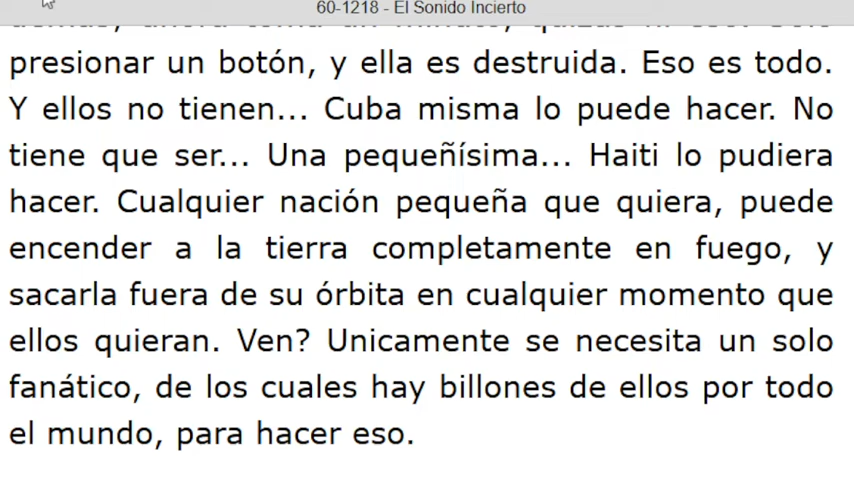 60-1218 - El Sonido Incierto
presionar un botón, y ella es destruida. Eso es todo.
Y ellos no tienen... Cuba misma lo puede hacer. No
tiene que ser... Una pequeñísima... Haiti lo pudiera
hacer. Cualquier nación pequeña que quiera, puede
encender a la tierra completamente en fuego, y
sacarla fuera de su órbita en cualquier momento que
ellos quieran. Ven? Unicamente se necesita un solo
fanático, de los cuales hay billones de ellos por todo
el mundo, para hacer eso.